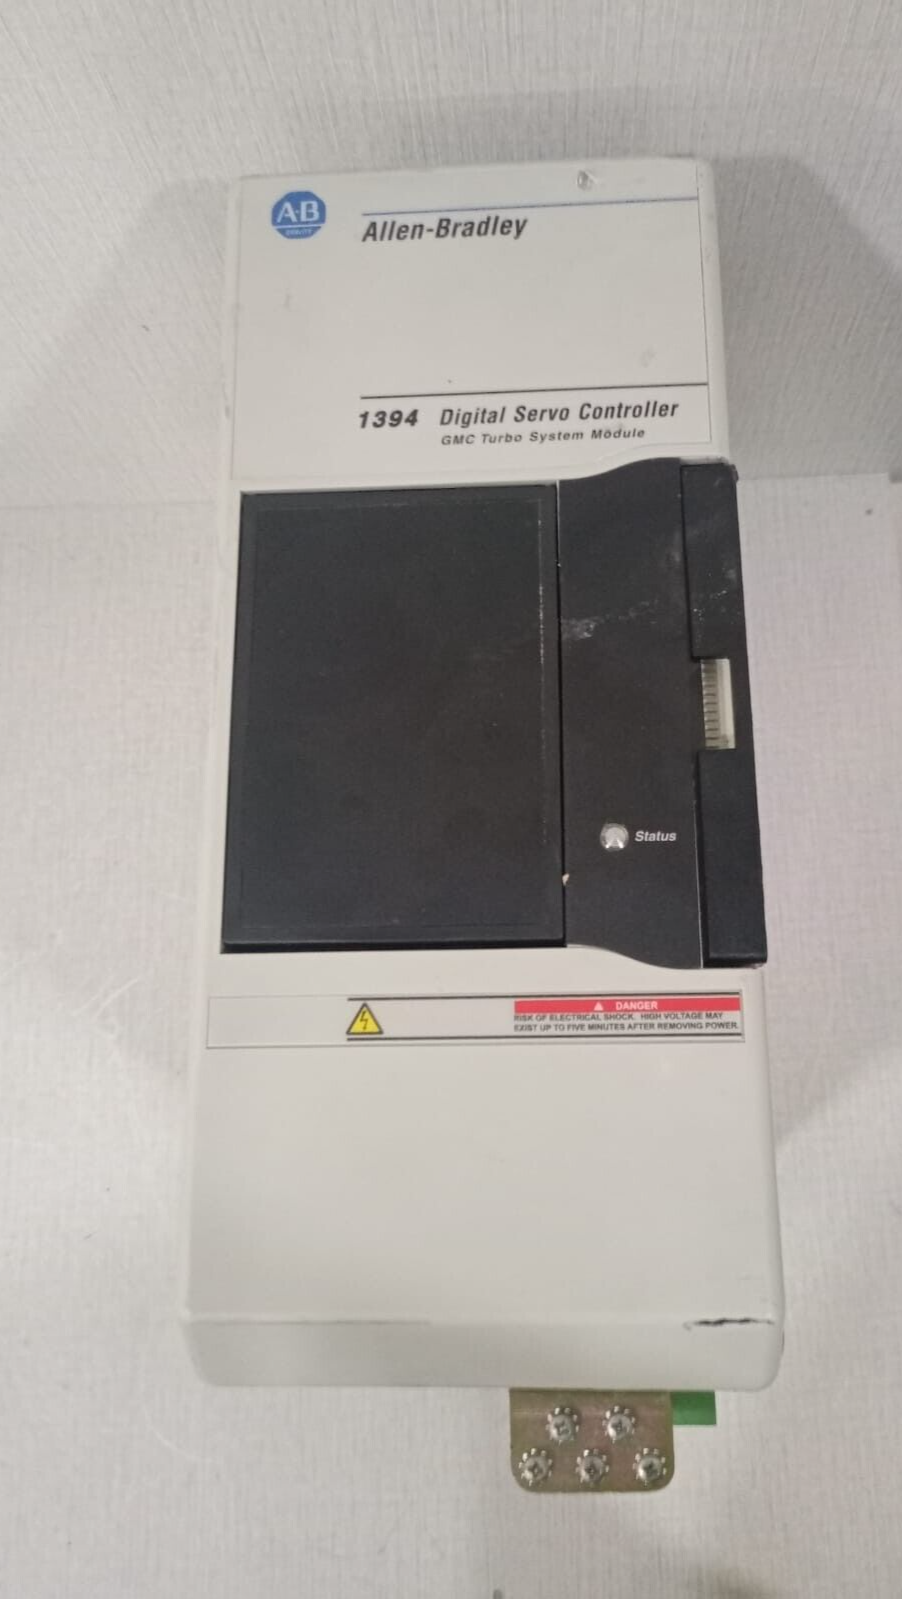 A-B
QUALITY
Allen-Bradley
1394 Digital Servo Controller
GMC Turbo System Module
Status
DANGER
RISK OF ELECTRICAL SHOCK. HIGH VOLTAGE MAY
EXIST UP TO FIVE MINUTES AFTER REMOVING POWER.